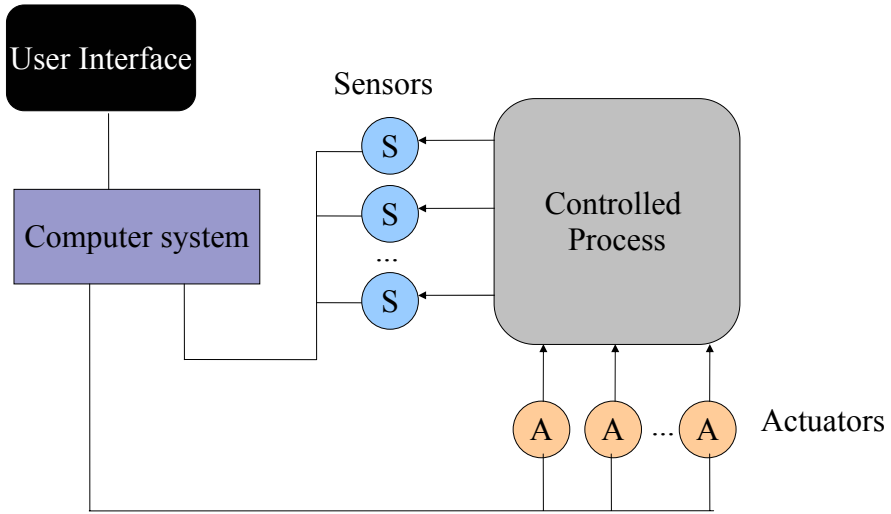 User Interface
Sensors
S
Computer system
S
Controlled
Process
...
S
A
A
...
A
Actuators